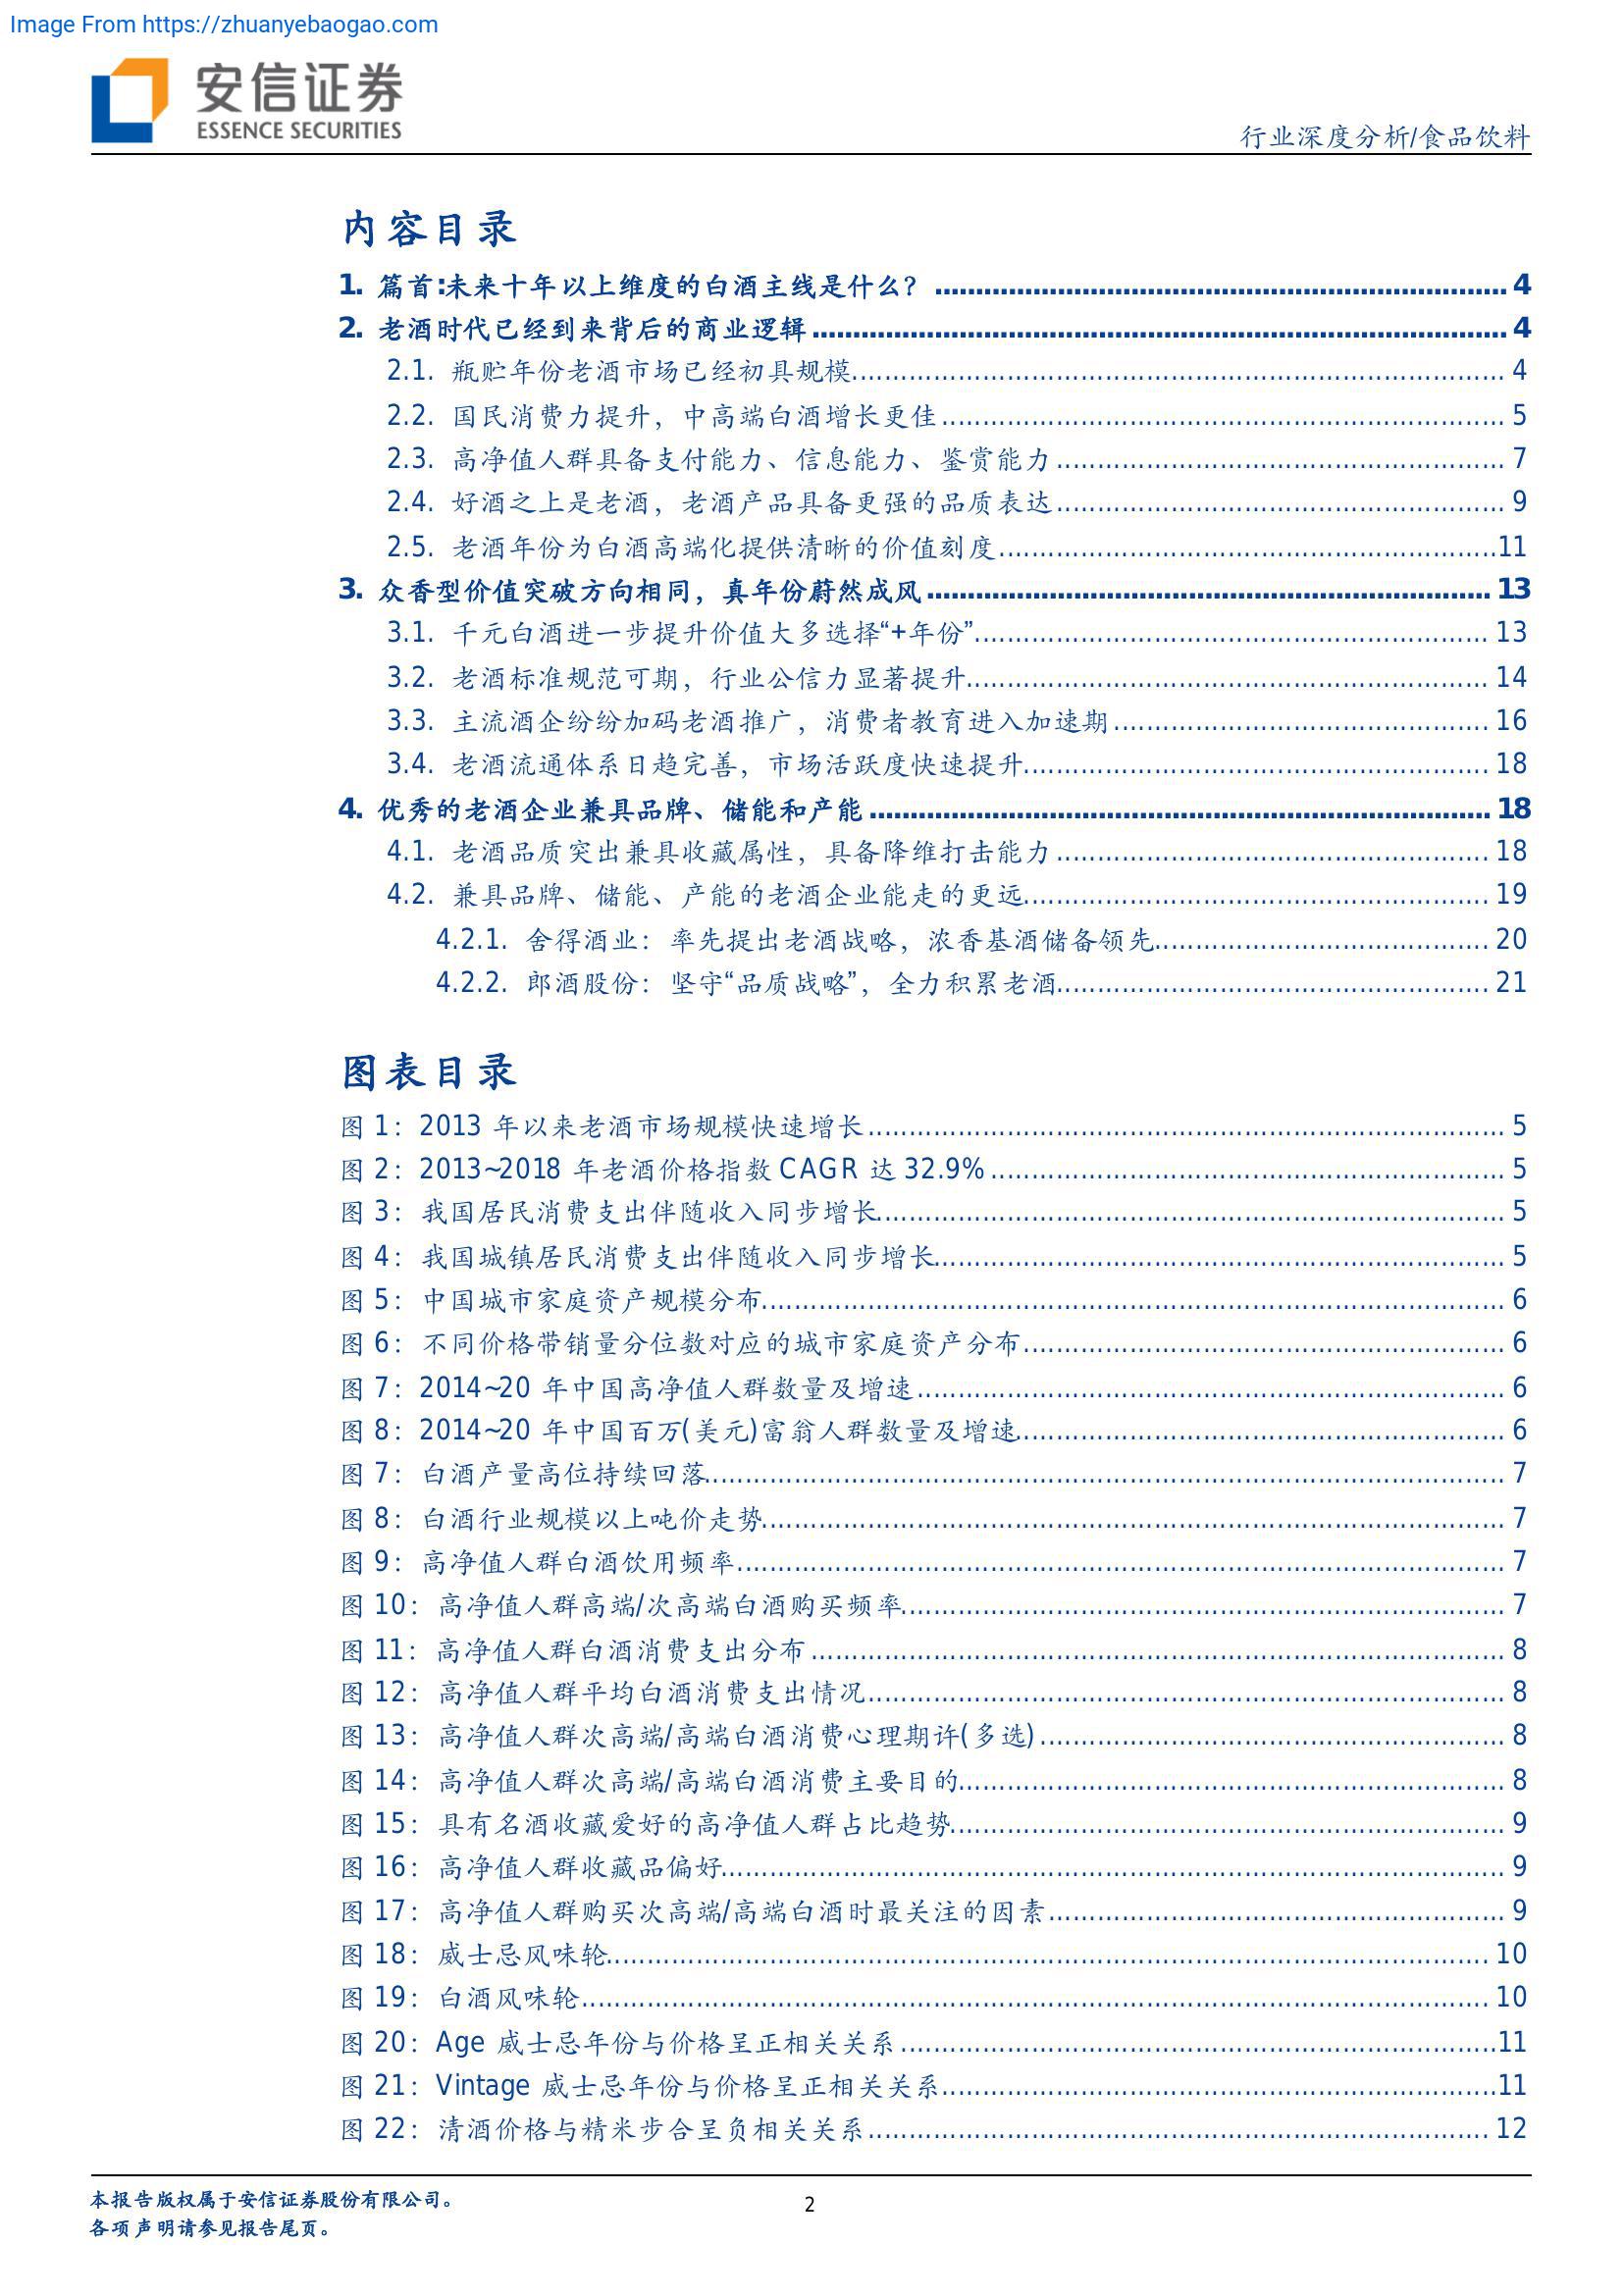 Image From https://zhuanyebaogao.com
安信证券
ESSENCE SECURITIES
行业深度分析/食品饮料
内容目录
1. 篇首:未来十年以上维度的白酒主线是什么? 4
2. 老酒时代已经到来背后的商业逻辑 4
2.1. 瓶贮年份老酒市场已经初具规模 4
2.2. 国民消费力提升，中高端白酒增长更佳 5
2.3. 高净值人群具备支付能力、信息能力、鉴赏能力 7
2.4. 好酒之上是老酒，老酒产品具备更强的品质表达 9
2.5. 老酒年份为白酒高端化提供清晰的价值刻度 11
3. 众香型价值突破方向相同，真年份蔚然成风 13
3.1. 千元白酒进一步提升价值大多选择“+年份” 13
3.2. 老酒标准规范可期，行业公信力显著提升 14
3.3. 主流酒企纷纷加码老酒推广，消费者教育进入加速期 16
3.4. 老酒流通体系日趋完善，市场活跃度快速提升 18
4. 优秀的老酒企业兼具品牌、储能和产能 18
4.1. 老酒品质突出兼具收藏属性，具备降维打击能力 18
4.2. 兼具品牌、储能、产能的老酒企业能走的更远 19
4.2.1. 舍得酒业：率先提出老酒战略，浓香基酒储备领先 20
4.2.2. 郎酒股份：坚守“品质战略”，全力积累老酒 21
图表目录
图 1：2013 年以来老酒市场规模快速增长 5
图 2：2013~2018 年老酒价格指数 CAGR 达 32.9% 5
图 3：我国居民消费支出伴随收入同步增长 5
图 4：我国城镇居民消费支出伴随收入同步增长 5
图 5：中国城市家庭资产规模分布 6
图 6：不同价格带销量分位数对应的城市家庭资产分布 6
图 7：2014~20 年中国高净值人群数量及增速 6
图 8：2014~20 年中国百万(美元)富翁人群数量及增速 6
图 7：白酒产量高位持续回落 7
图 8：白酒行业规模以上吨价走势 7
图 9：高净值人群白酒饮用频率 7
图 10：高净值人群高端/次高端白酒购买频率 7
图 11：高净值人群白酒消费支出分布 8
图 12：高净值人群平均白酒消费支出情况 8
图 13：高净值人群次高端/高端白酒消费心理期许(多选) 8
图 14：高净值人群次高端/高端白酒消费主要目的 8
图 15：具有名酒收藏爱好的高净值人群占比趋势 9
图 16：高净值人群收藏品偏好 9
图 17：高净值人群购买次高端/高端白酒时最关注的因素 9
图 18：威士忌风味轮 10
图 19：白酒风味轮 10
图 20：Age 威士忌年份与价格呈正相关关系 11
图 21：Vintage 威士忌年份与价格呈正相关关系 11
图 22：清酒价格与精米步合呈负相关关系 12
本报告版权属于安信证券股份有限公司。
2
各项声明请参见报告尾页。